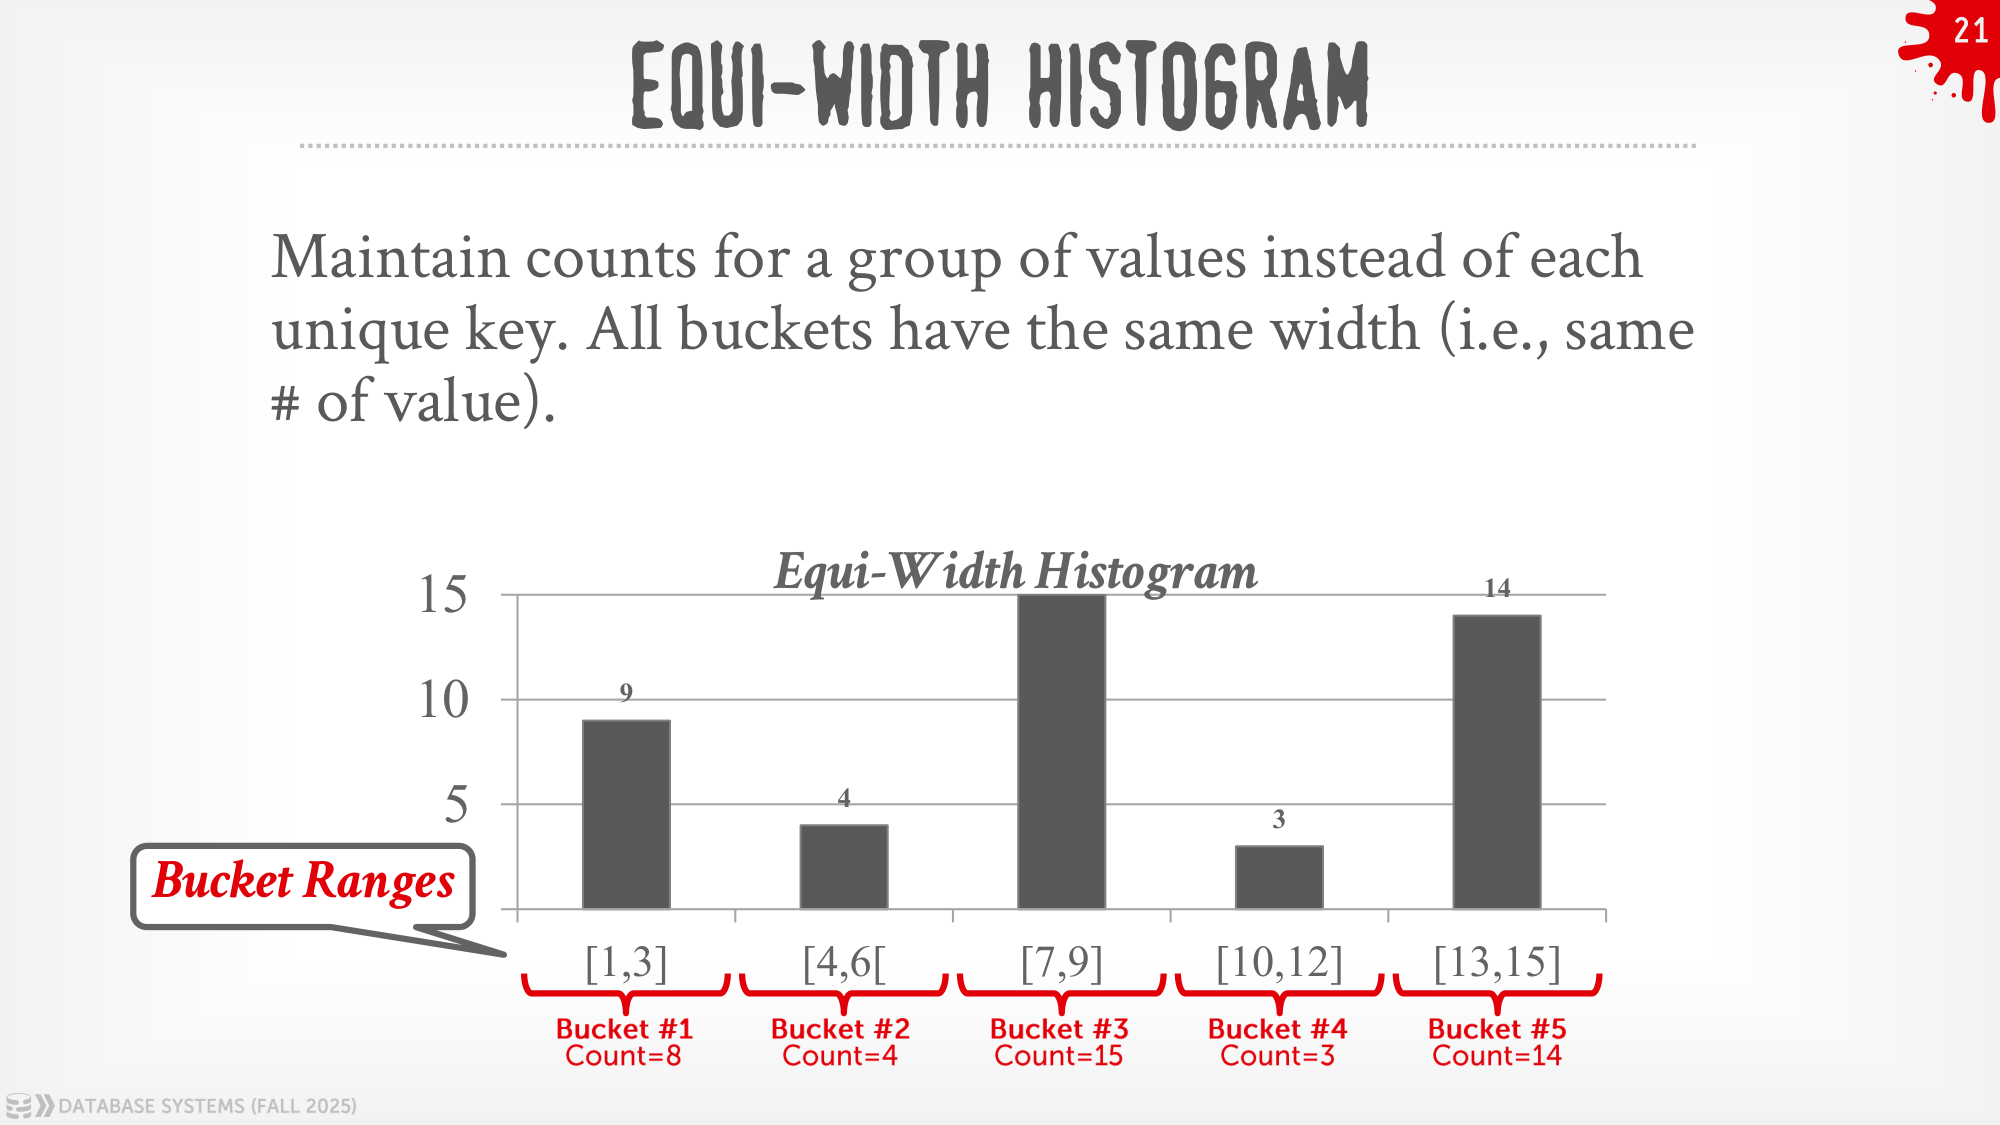 21
EQUI-WIDTH HISTOGRAM
Maintain counts for a group of values instead of each
unique key. All buckets have the same width (i.e., same
# of value).
Equi-Width Histogram
15
10
5
9
4
3
14
Bucket Ranges
[1,3] [4,6[ [7,9] [10,12] [13,15]
Bucket #1 Bucket #2 Bucket #3 Bucket #4 Bucket #5
Count=8 Count=4 Count=15 Count=3 Count=14
DATABASE SYSTEMS (FALL 2025)